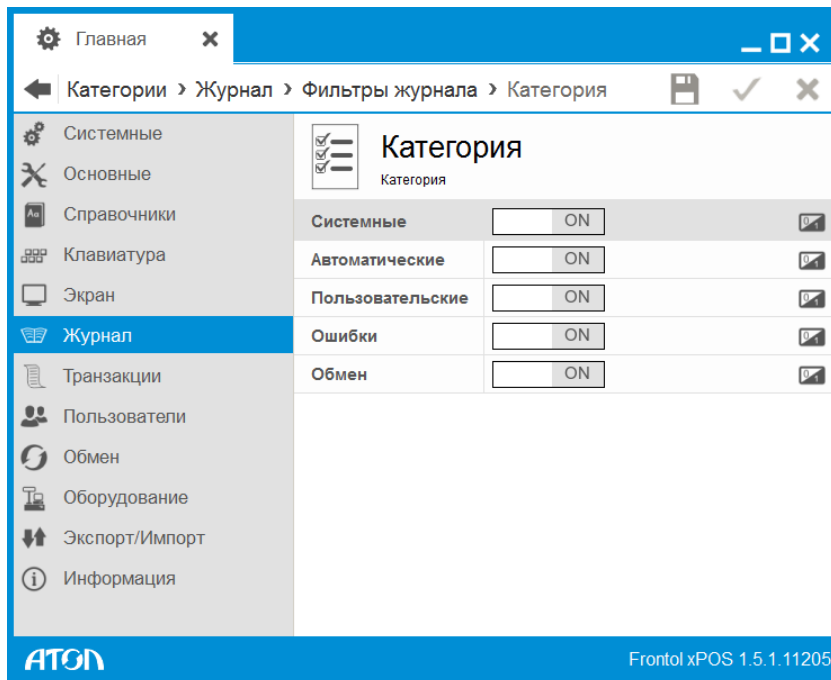 Главная
Категории › Журнал › Фильтры журнала › Категория
Системные
Основные
Справочники
Клавиатура
Экран
Журнал
Транзакции
Пользователи
Обмен
Оборудование
Экспорт/Импорт
Информация
Категория
Категория
Системные ON
Автоматические ON
Пользовательские ON
Ошибки ON
Обмен ON
ATOL Frontol xPOS 1.5.1.11205